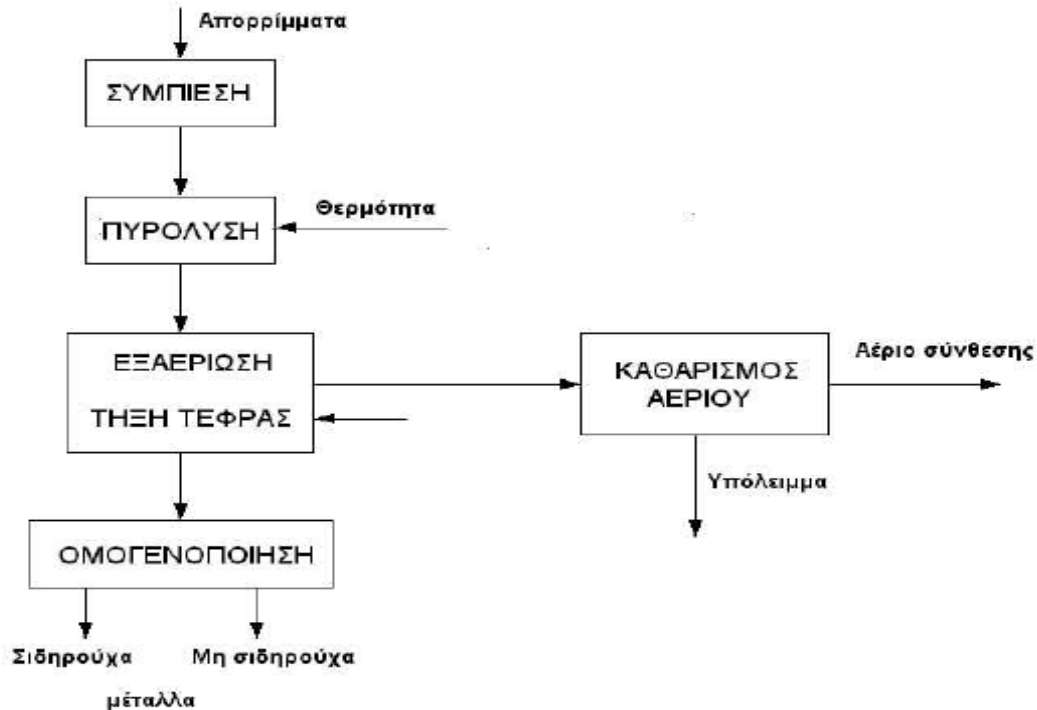 Απορρίμματα
ΣΥΜΠΙΕΣΗ
Θερμότητα
ΠΥΡΟΛΥΣΗ
ΕΞΑΕΡΙΩΣΗ
ΤΗΞΗ ΤΕΦΡΑΣ
ΚΑΘΑΡΙΣΜΟΣ
ΑΕΡΙΟΥ
Αέριο σύνθεσης
Υπόλειμμα
ΟΜΟΓΕΝΟΠΟΙΗΣΗ
Σιδηρούχα Μη σιδηρούχα
μέταλλα